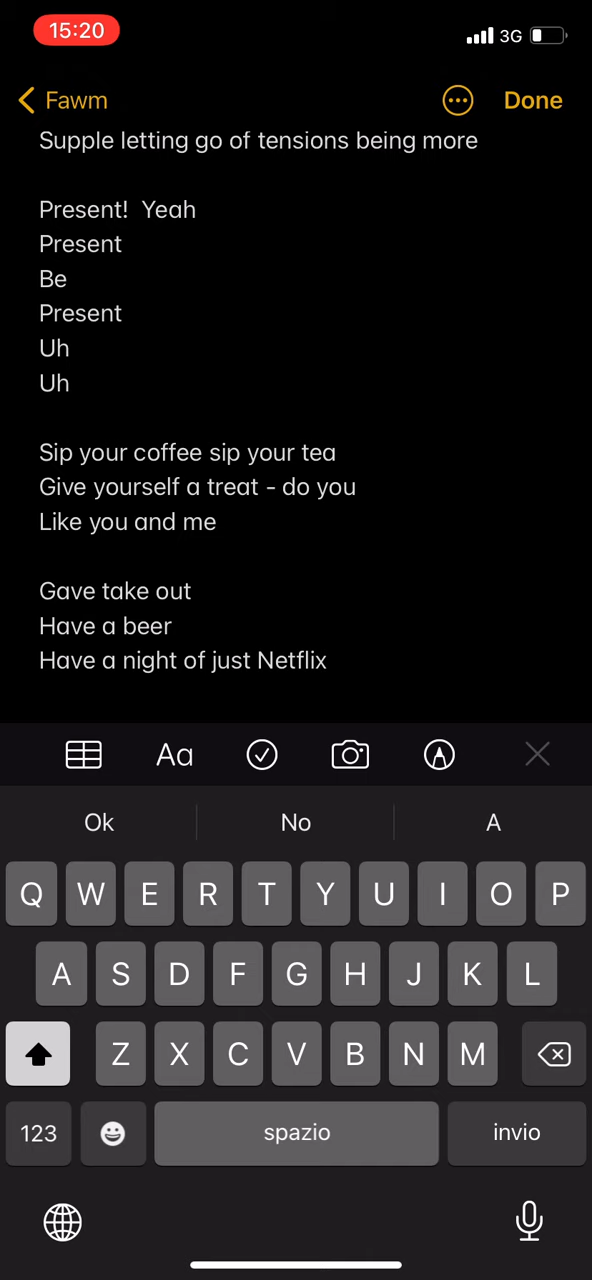 15:20
3G
Fawm
Done
Supple letting go of tensions being more
Present!  Yeah
Present
Be
Present
Uh
Uh
Sip your coffee sip your tea
Give yourself a treat - do you
Like you and me
Gave take out
Have a beer
Have a night of just Netflix
Aa
Ok No A
Q W E R T Y U I O P
A S D F G H J K L
Z X C V B N M
123 spazio invio